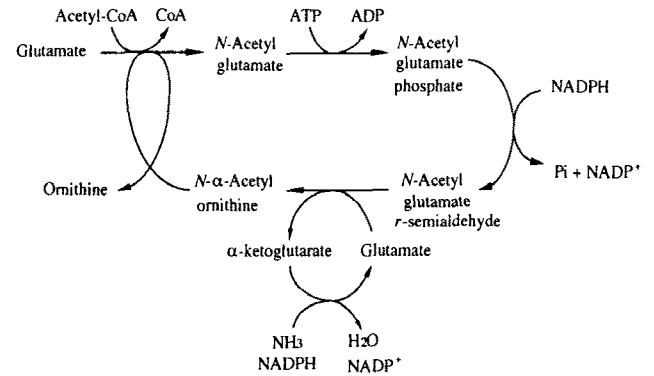 Acetyl-CoA CoA ATP ADP
Glutamate N-Acetyl N-Acetyl
glutamate glutamate
phosphate NADPH
Pi + NADP+
Ornithine N-α-Acetyl N-Acetyl
ornithine glutamate
r-semialdehyde
α-ketoglutarate Glutamate
NH3 H2O
NADPH NADP+